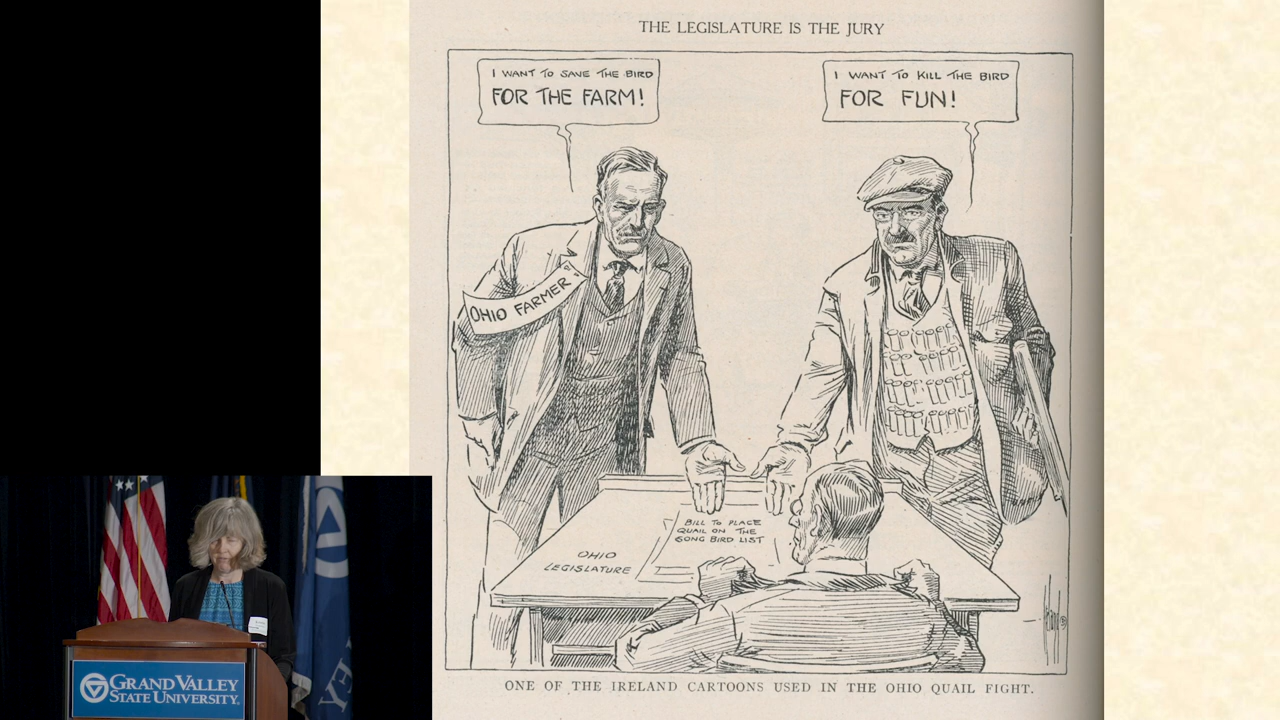 THE LEGISLATURE IS THE JURY
I WANT TO SAVE THE BIRD
FOR THE FARM!
I WANT TO KILL THE BIRD
FOR FUN!
OHIO FARMER
BILL TO PLACE
QUAIL ON THE
SONG BIRD LIST
OHIO
LEGISLATURE
ONE OF THE IRELAND CARTOONS USED IN THE OHIO QUAIL FIGHT.
GRAND VALLEY
STATE UNIVERSITY